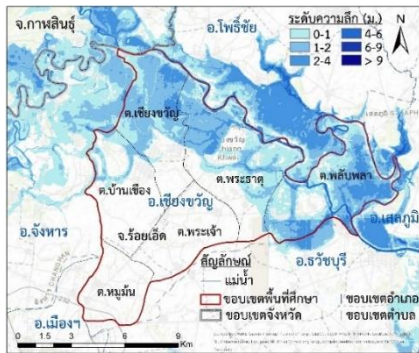 จ.กาฬสินธุ์
อ.โพธิ์ชัย
ระดับความลึก (ม.)
0-1
4-6
1-2
6-9
2-4
> 9
ต.เชียงขวัญ
ต.พระธาตุ
ต.พลับพลา
ต.บ้านเขือง
อ.เชียงขวัญ
อ.จังหาร
จ.ร้อยเอ็ด
ต.พระเจ้า
อ.เสลภูมิ
อ.ธวัชบุรี
ต.หมูม้น
สัญลักษณ์
แม่น้ำ
ขอบเขตพื้นที่ศึกษา
ขอบเขตอำเภอ
ขอบเขตจังหวัด
ขอบเขตตำบล
อ.เมืองฯ
0
3
6
9
Km